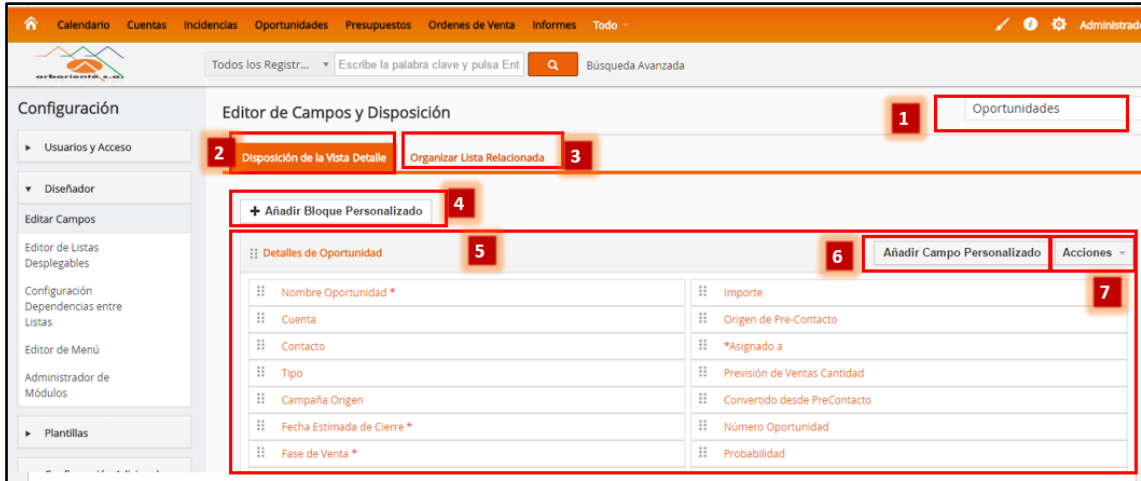 Calendario Cuentas Incidencias Oportunidades Presupuestos Ordenes de Venta Informes Todo Administrad
arboriente s.a.
Todos los Registr... Escribe la palabra clave y pulsa Ent Búsqueda Avanzada
Configuración
Usuarios y Acceso
Diseñador
Editar Campos
Editor de Listas
Desplegables
Configuración
Dependencias entre
Listas
Editor de Menú
Administrador de
Módulos
Plantillas
Editor de Campos y Disposición
1 Oportunidades
2 Disposición de la Vista Detalle Organizar Lista Relacionada 3
+ Añadir Bloque Personalizado 4
Detalles de Oportunidad 5 6 Añadir Campo Personalizado Acciones
7
Nombre Oportunidad * Importe
Cuenta Origen de Pre-Contacto
Contacto *Asignado a
Tipo Previsión de Ventas Cantidad
Campaña Origen Convertido desde PreContacto
Fecha Estimada de Cierre * Número Oportunidad
Fase de Venta * Probabilidad